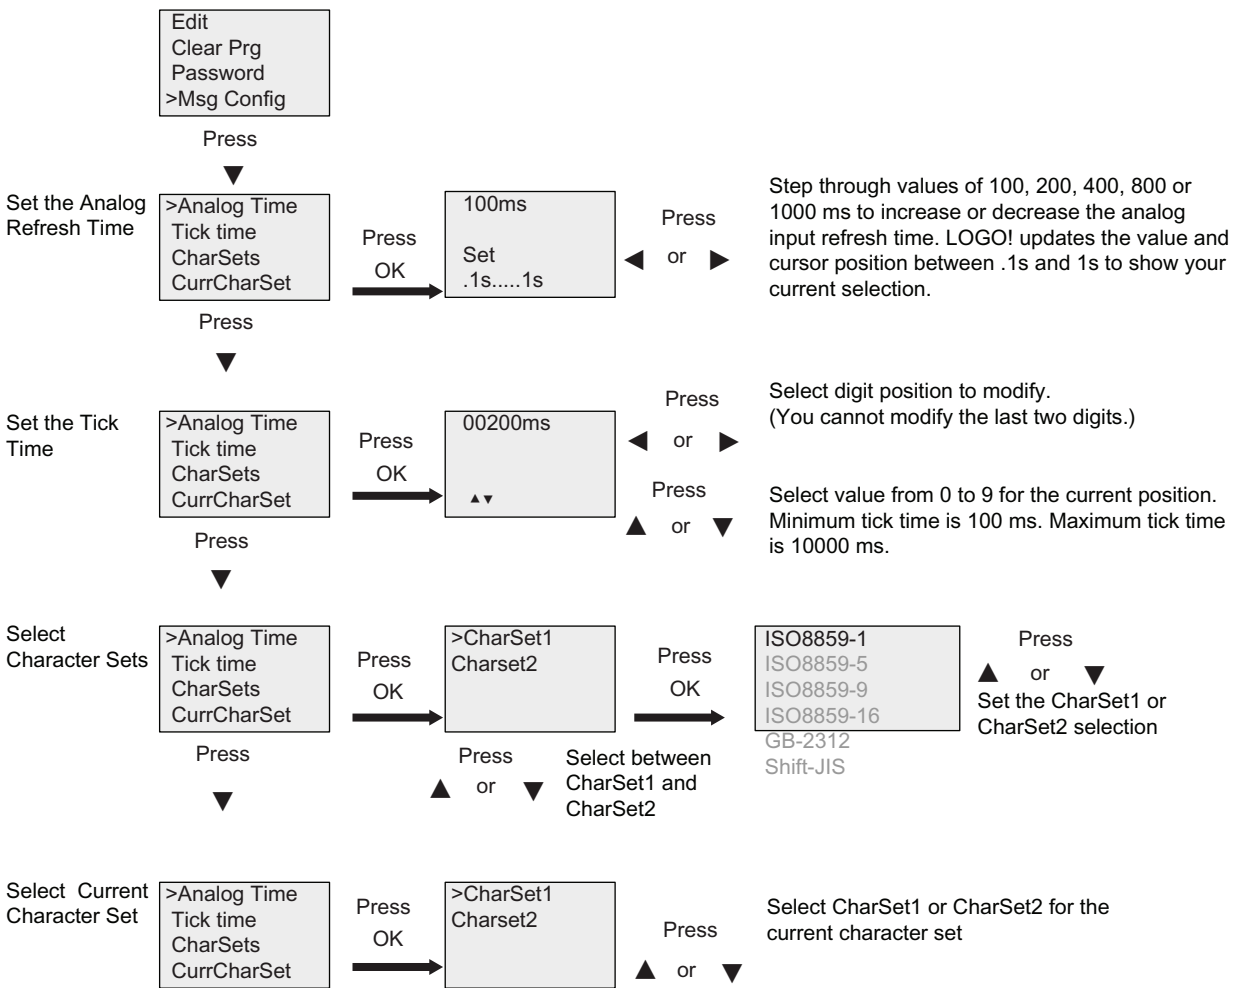 Edit
Clear Prg
Password
>Msg Config
Press
▼
Set the Analog
Refresh Time
>Analog Time
Tick time
CharSets
CurrCharSet
Press
OK
100ms
Set
.1s.....1s
Press
◀ or ▶
Step through values of 100, 200, 400, 800 or
1000 ms to increase or decrease the analog
input refresh time. LOGO! updates the value and
cursor position between .1s and 1s to show your
current selection.
Press
▼
Set the Tick
Time
>Analog Time
Tick time
CharSets
CurrCharSet
Press
OK
00200ms
▲▼
Press
◀ or ▶
Select digit position to modify.
(You cannot modify the last two digits.)
Press
▲ or ▼
Select value from 0 to 9 for the current position.
Minimum tick time is 100 ms. Maximum tick time
is 10000 ms.
Press
▼
Select
Character Sets
>Analog Time
Tick time
CharSets
CurrCharSet
Press
OK
>CharSet1
Charset2
Press
▲ or ▼
Select between
CharSet1 and
CharSet2
Press
OK
ISO8859-1
ISO8859-5
ISO8859-9
ISO8859-16
GB-2312
Shift-JIS
Press
▲ or ▼
Set the CharSet1 or
CharSet2 selection
Press
▼
Select Current
Character Set
>Analog Time
Tick time
CharSets
CurrCharSet
Press
OK
>CharSet1
Charset2
Press
▲ or ▼
Select CharSet1 or CharSet2 for the
current character set